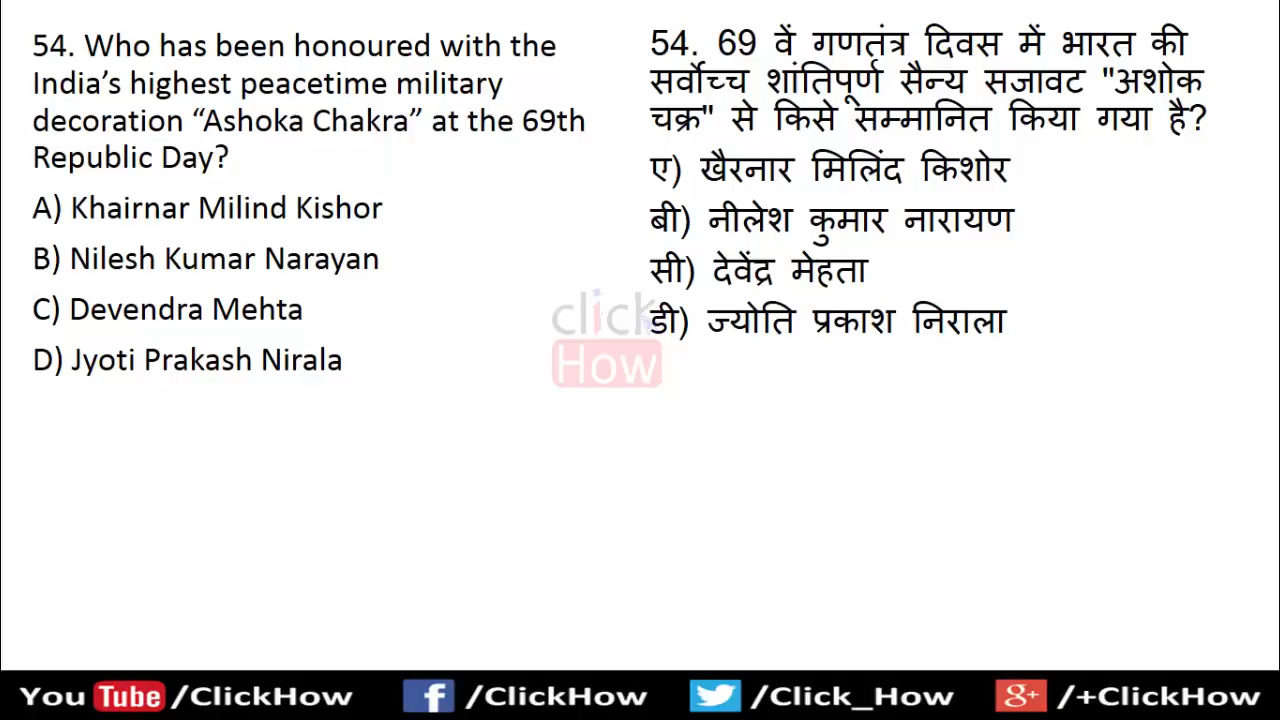 54. Who has been honoured with the
India’s highest peacetime military
decoration “Ashoka Chakra” at the 69th
Republic Day?
A) Khairnar Milind Kishor
B) Nilesh Kumar Narayan
C) Devendra Mehta
D) Jyoti Prakash Nirala
54. 69 वें गणतंत्र दिवस में भारत की
सर्वोच्च शांतिपूर्ण सैन्य सजावट "अशोक
चक्र" से किसे सम्मानित किया गया है?
ए) खैरनार मिलिंद किशोर
बी) नीलेश कुमार नारायण
सी) देवेंद्र मेहता
डी) ज्योति प्रकाश निराला
click
How
You Tube /ClickHow f /ClickHow /Click_How g+ /+ClickHow